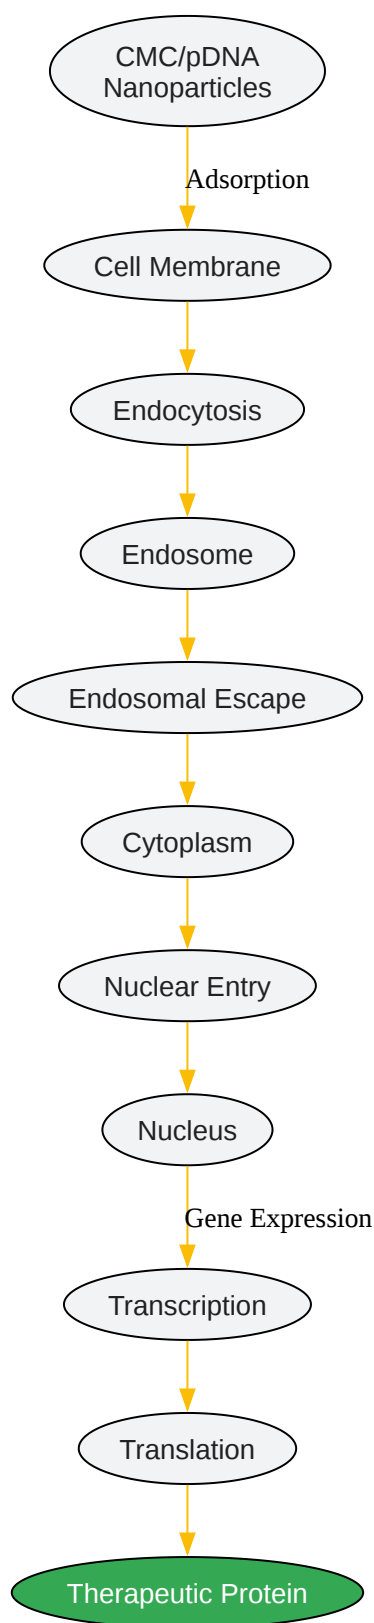 CMC/pDNA
Nanoparticles
Adsorption
Cell Membrane
Endocytosis
Endosome
Endosomal Escape
Cytoplasm
Nuclear Entry
Nucleus
Gene Expression
Transcription
Translation
Therapeutic Protein